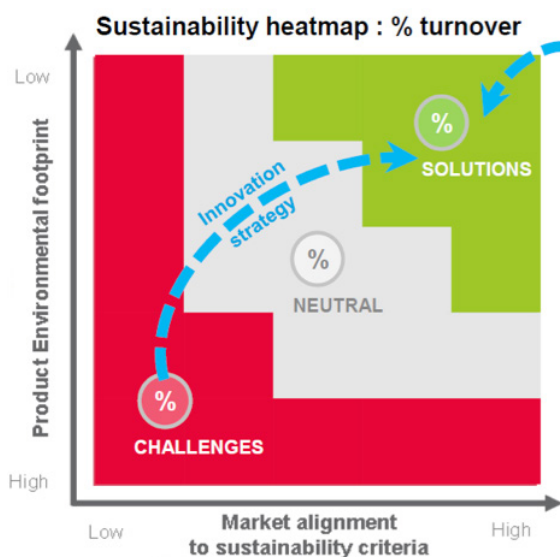 Sustainability heatmap : % turnover
Low
Product Environmental footprint
High
%
SOLUTIONS
Innovation
strategy
%
NEUTRAL
%
CHALLENGES
Low
Market alignment
to sustainability criteria
High